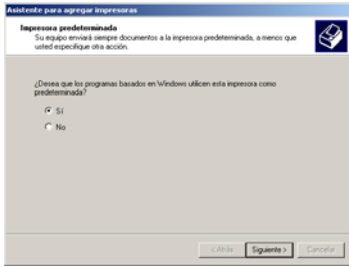 Asistente para agregar impresoras
Impresora predeterminada
Su equipo enviará siempre documentos a la impresora predeterminada, a menos que
usted especifique otra acción.
¿Desea que los programas basados en Windows utilicen esta impresora como
predeterminada?
Sí
No
< Atrás
Siguiente >
Cancelar